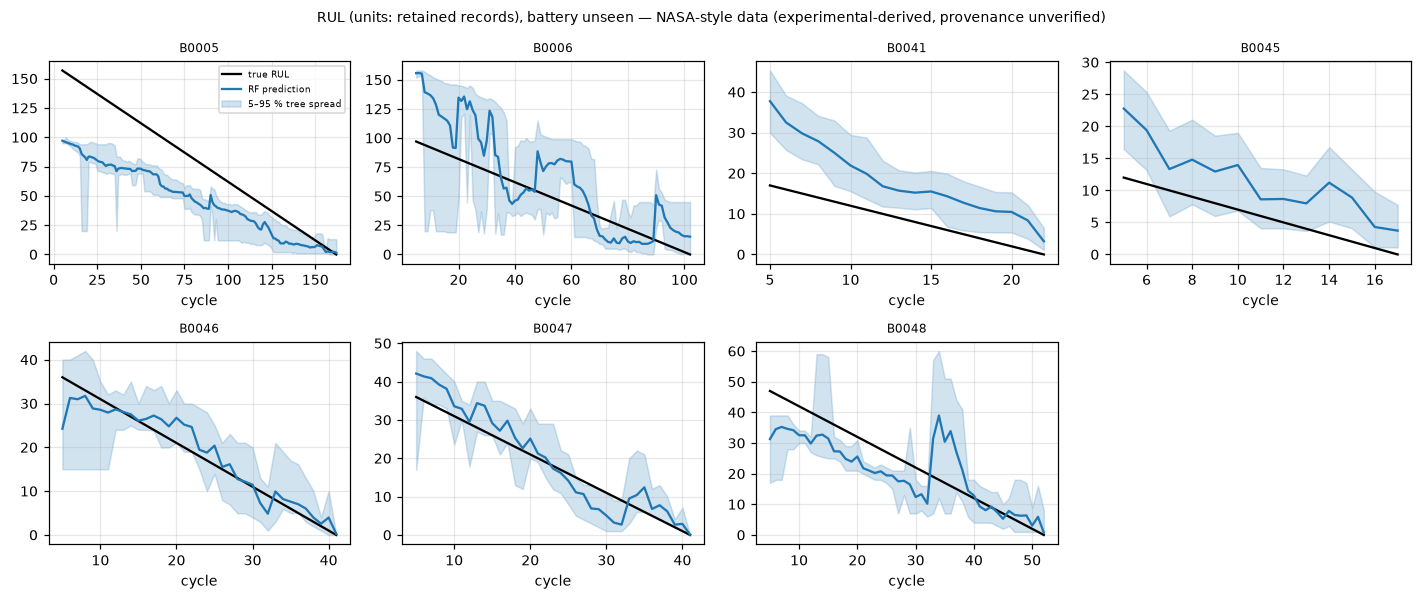 RUL (units: retained records), battery unseen — NASA-style data (experimental-derived, provenance unverified)
B0005
true RUL
RF prediction
5–95 % tree spread
150
125
100
75
50
25
0
0 25 50 75 100 125 150
cycle
B0006
150
125
100
75
50
25
0
20 40 60 80 100
cycle
B0041
40
30
20
10
0
5 10 15 20
cycle
B0045
30
25
20
15
10
5
0
6 8 10 12 14 16
cycle
B0046
40
30
20
10
0
10 20 30 40
cycle
B0047
50
40
30
20
10
0
10 20 30 40
cycle
B0048
60
50
40
30
20
10
0
10 20 30 40 50
cycle